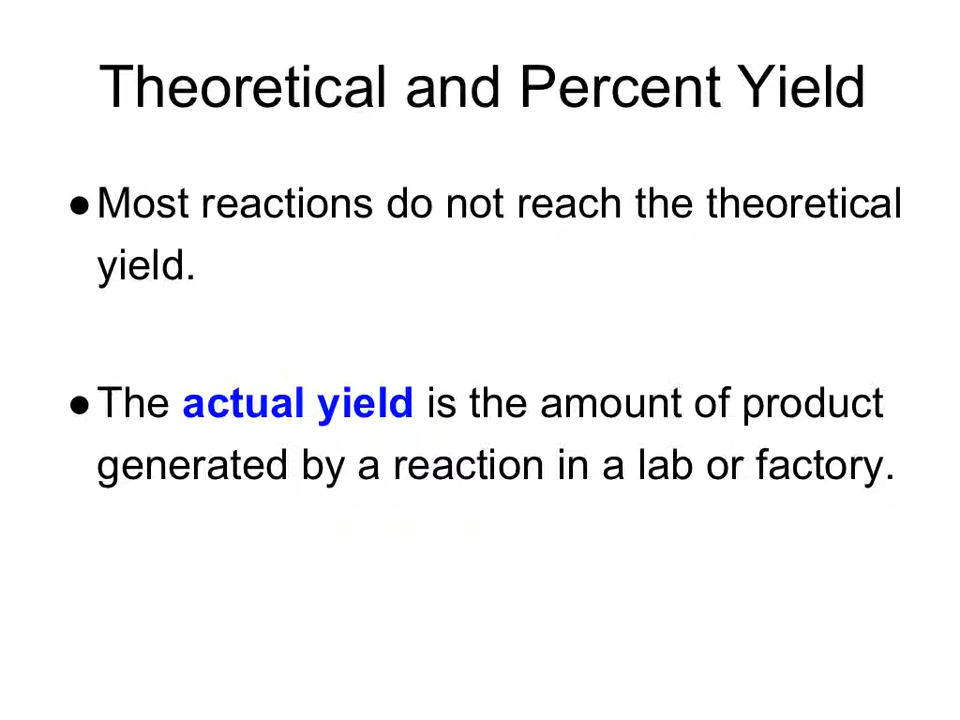 Theoretical and Percent Yield
●Most reactions do not reach the theoretical
yield.
●The actual yield is the amount of product
generated by a reaction in a lab or factory.